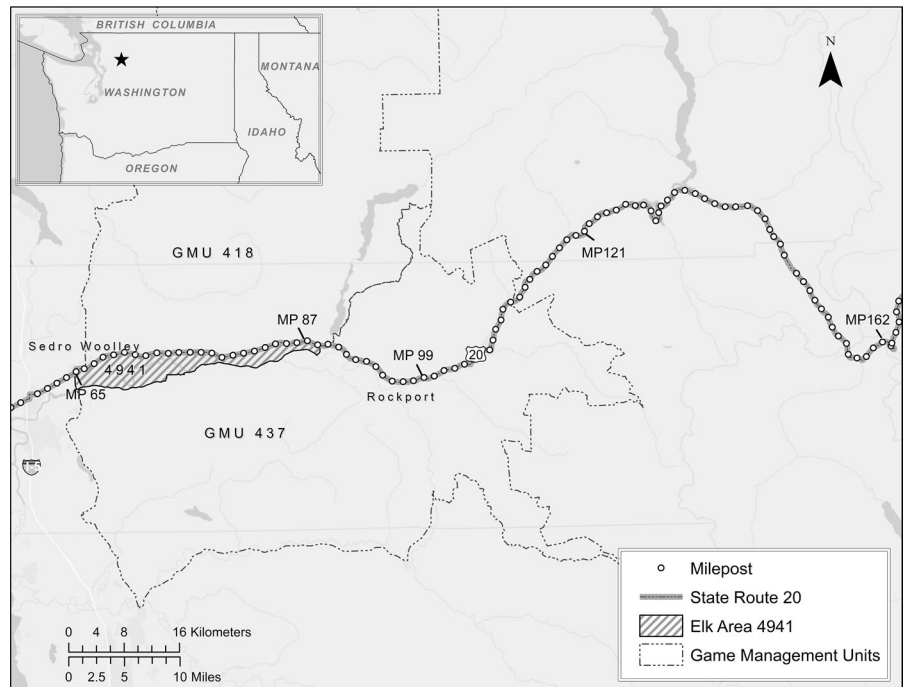 BRITISH COLUMBIA
MONTANA
WASHINGTON
IDAHO
OREGON
N
GMU 418
MP121
MP 87
MP162
Sedro Woolley
MP 99
4941
20
MP 65
Rockport
GMU 437
Milepost
State Route 20
Elk Area 4941
Game Management Units
0 4 8 16 Kilometers
0 2.5 5 10 Miles